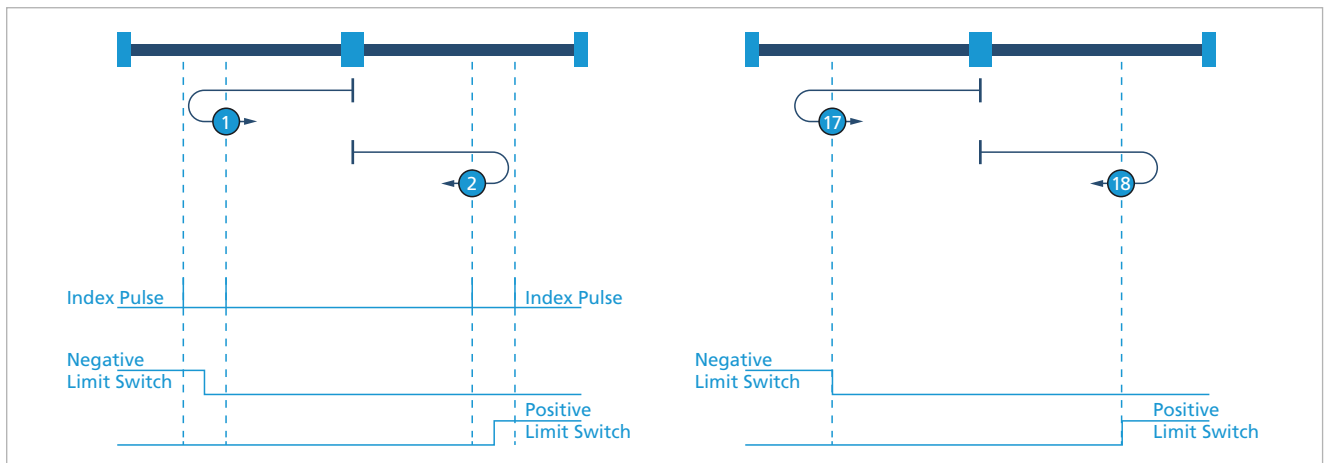 1
2
Index Pulse
Index Pulse
Negative
Limit Switch
Positive
Limit Switch
17
18
Negative
Limit Switch
Positive
Limit Switch